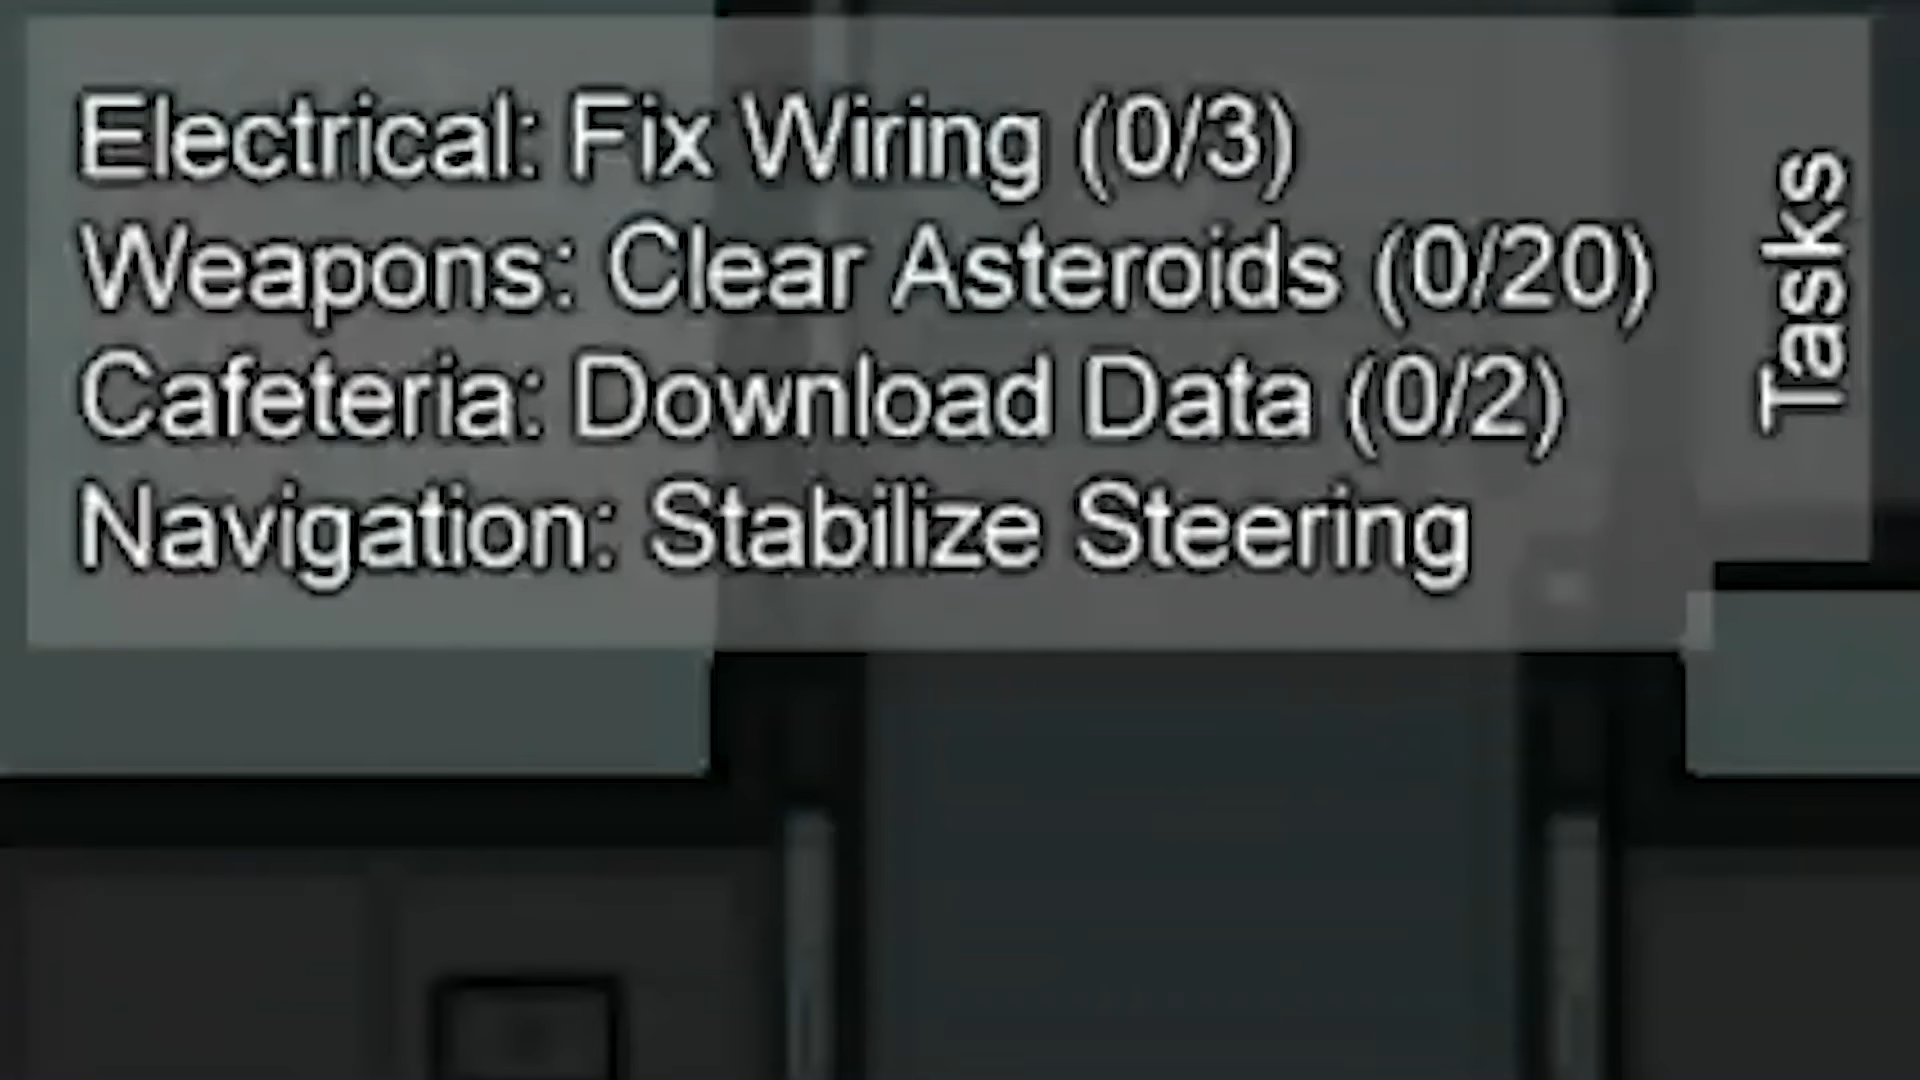 Electrical: Fix Wiring (0/3)
Weapons: Clear Asteroids (0/20)
Cafeteria: Download Data (0/2)
Navigation: Stabilize Steering
Tasks